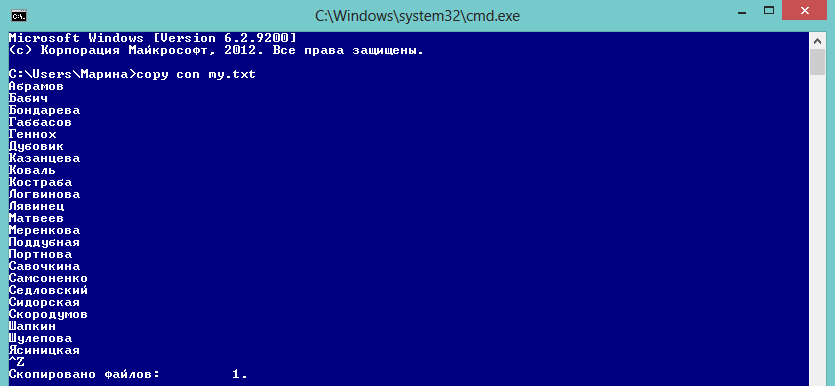 C:\Windows\system32\cmd.exe
Microsoft Windows [Version 6.2.9200]
(c) Корпорация Майкрософт, 2012. Все права защищены.
C:\Users\Марина>copy con my.txt
Абрамов
Бабич
Бондарева
Габбасов
Геннох
Дубовик
Казанцева
Коваль
Кострaба
Логвинова
Лявинец
Матвеев
Меренкова
Поддубная
Портнова
Савочкина
Самсоненко
Седловский
Сидорская
Скородумов
Шапкин
Шулепова
Ясиницкая
^Z
Скопировано файлов: 1.